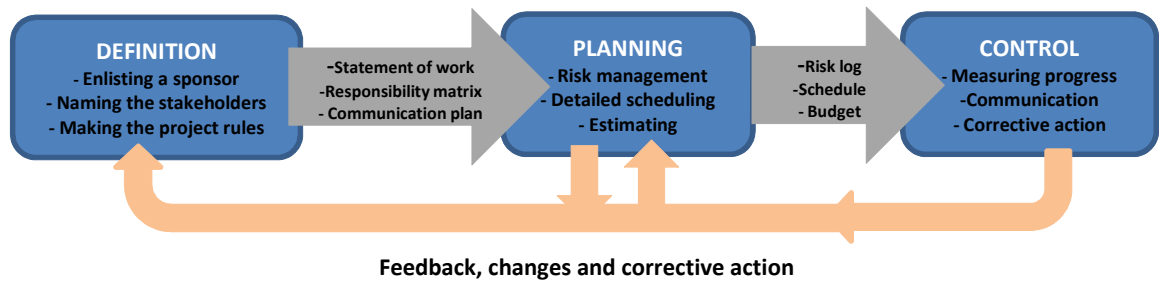 DEFINITION
- Enlisting a sponsor
- Naming the stakeholders
- Making the project rules
-Statement of work
-Responsibility matrix
- Communication plan
PLANNING
- Risk management
- Detailed scheduling
- Estimating
-Risk log
-Schedule
- Budget
CONTROL
- Measuring progress
-Communication
- Corrective action
Feedback, changes and corrective action